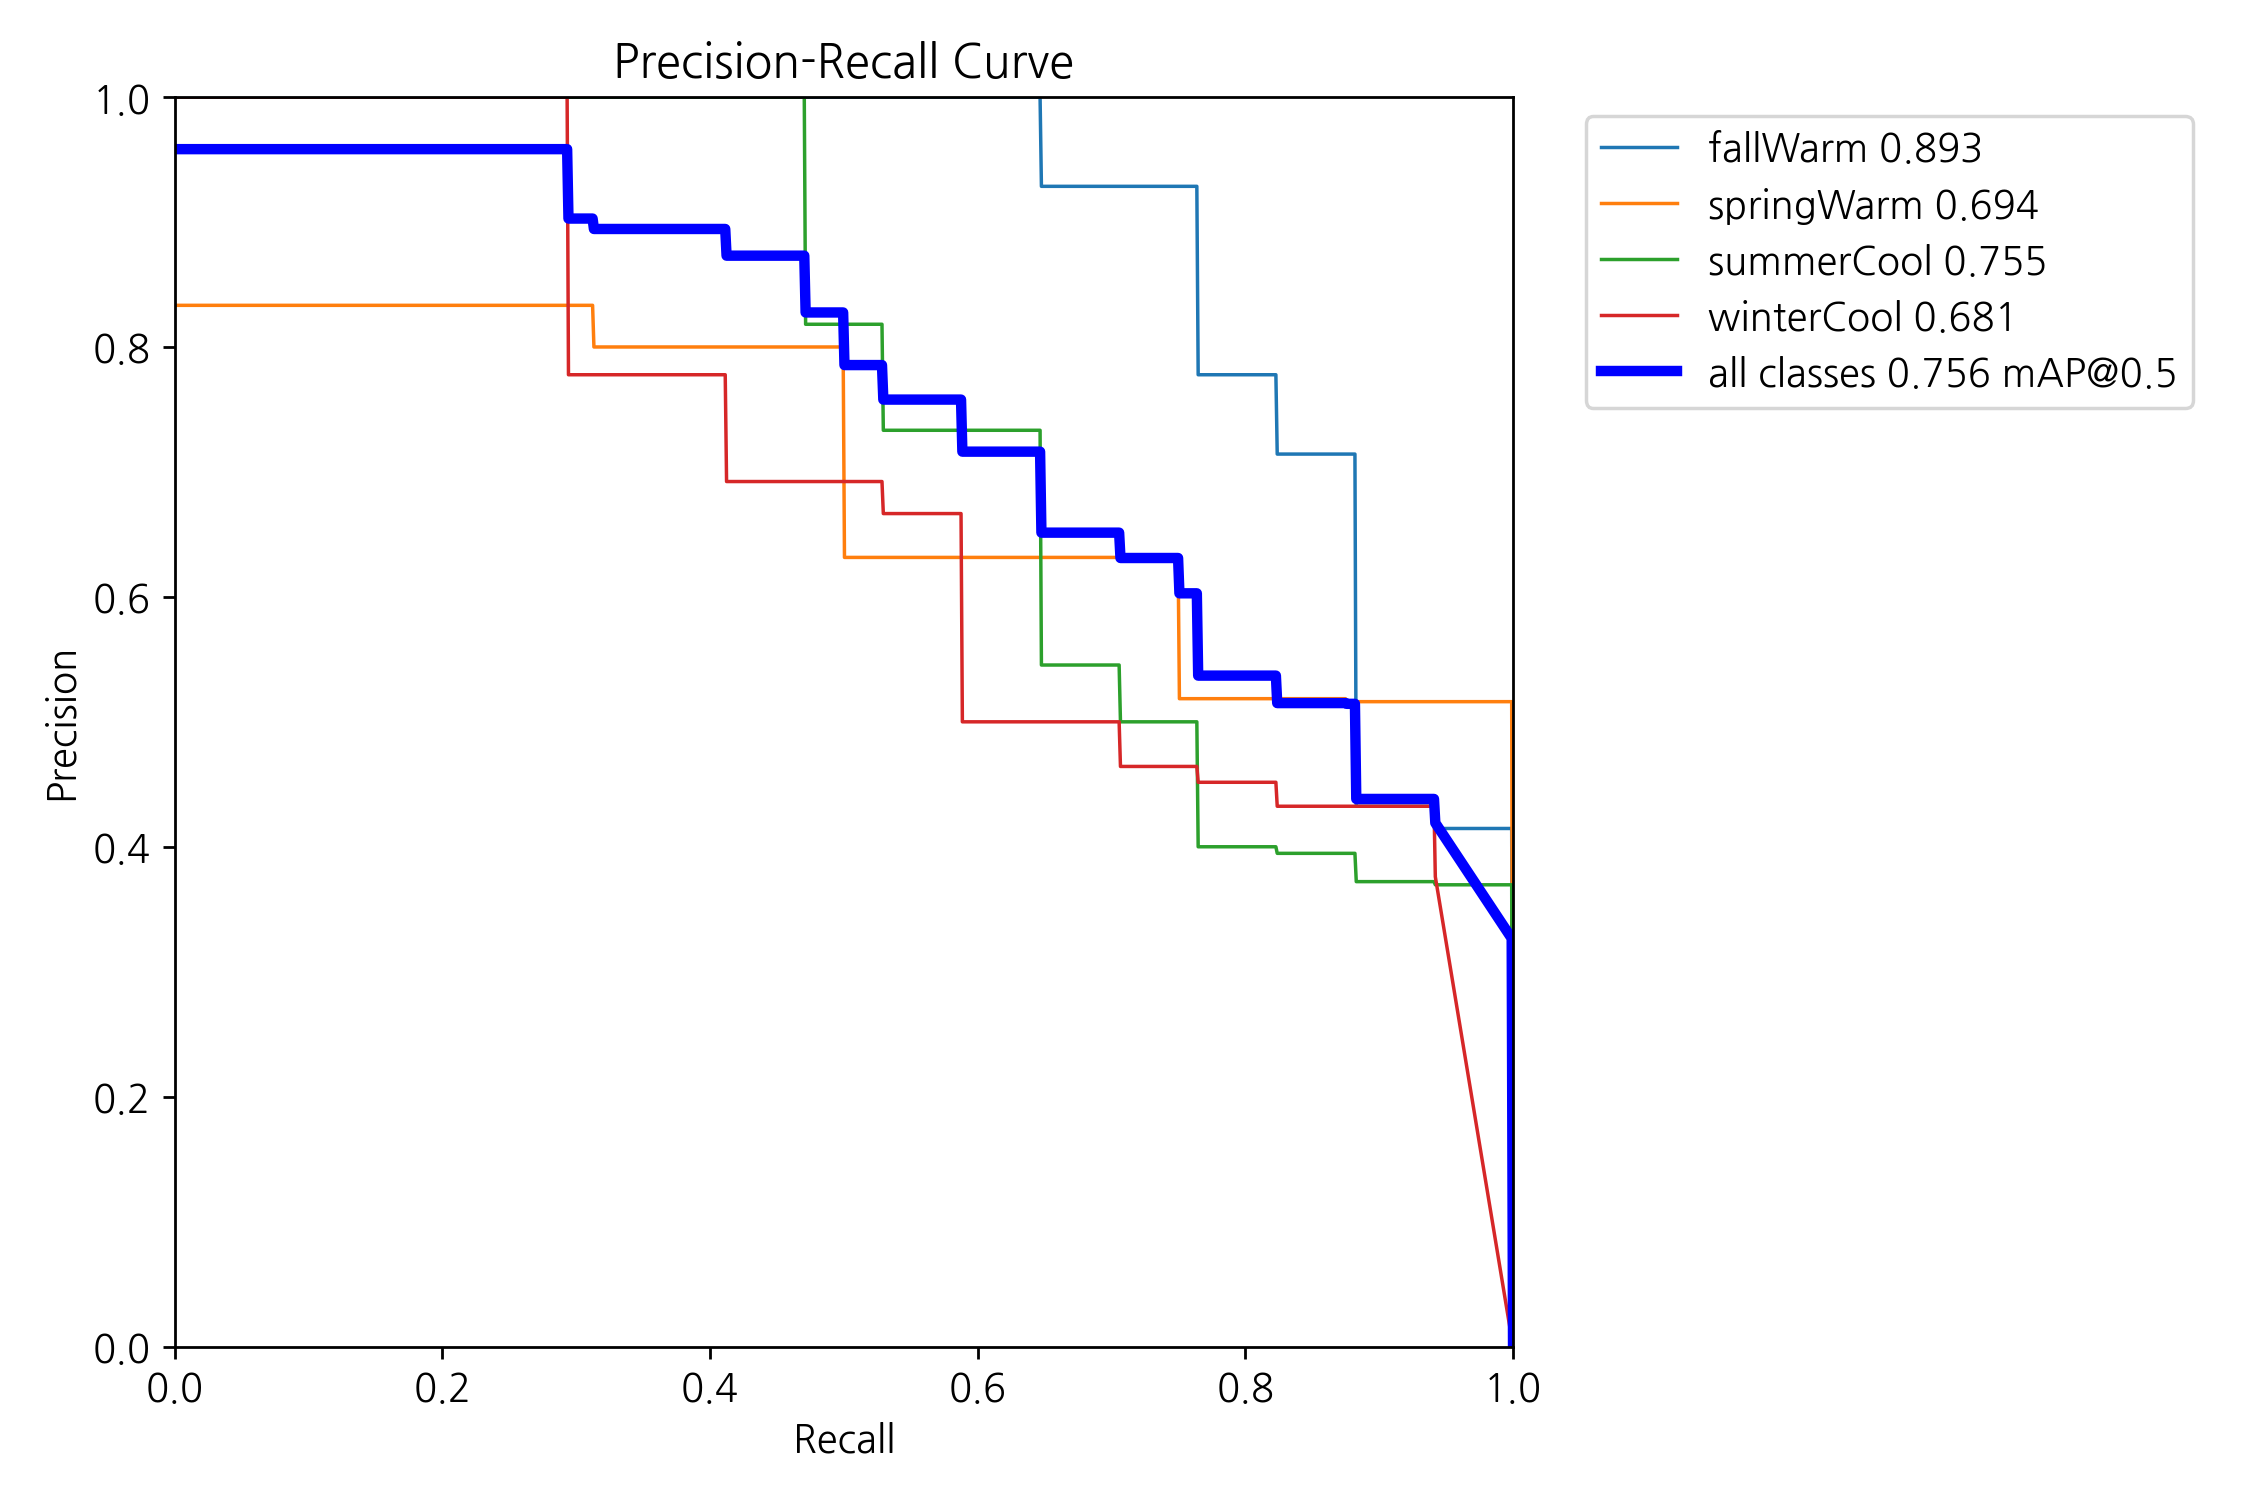 Precision-Recall Curve
1.0
0.8
0.6
0.4
0.2
0.0
Precision
0.0 0.2 0.4 0.6 0.8 1.0
Recall
fallWarm 0.893
springWarm 0.694
summerCool 0.755
winterCool 0.681
all classes 0.756 mAP@0.5